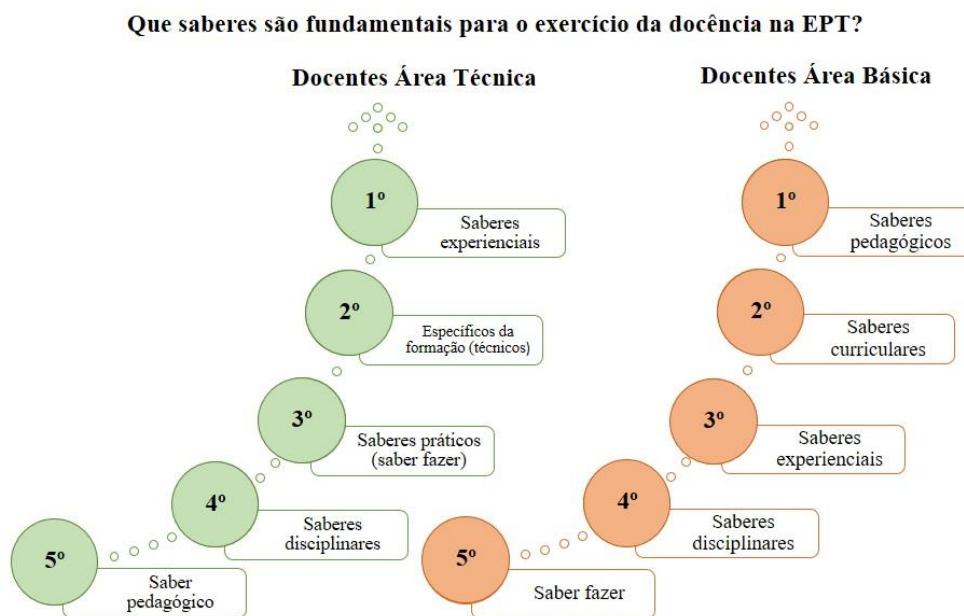 Que saberes são fundamentais para o exercício da docência na EPT?
Docentes Área Técnica
1º
Saberes
experienciais
2º
Específicos da
formação (técnicos)
3º
Saberes práticos
(saber fazer)
4º
Saberes
disciplinares
5º
Saber
pedagógico
Docentes Área Básica
1º
Saberes
pedagógicos
2º
Saberes
curriculares
3º
Saberes
experienciais
4º
Saberes
disciplinares
5º
Saber fazer